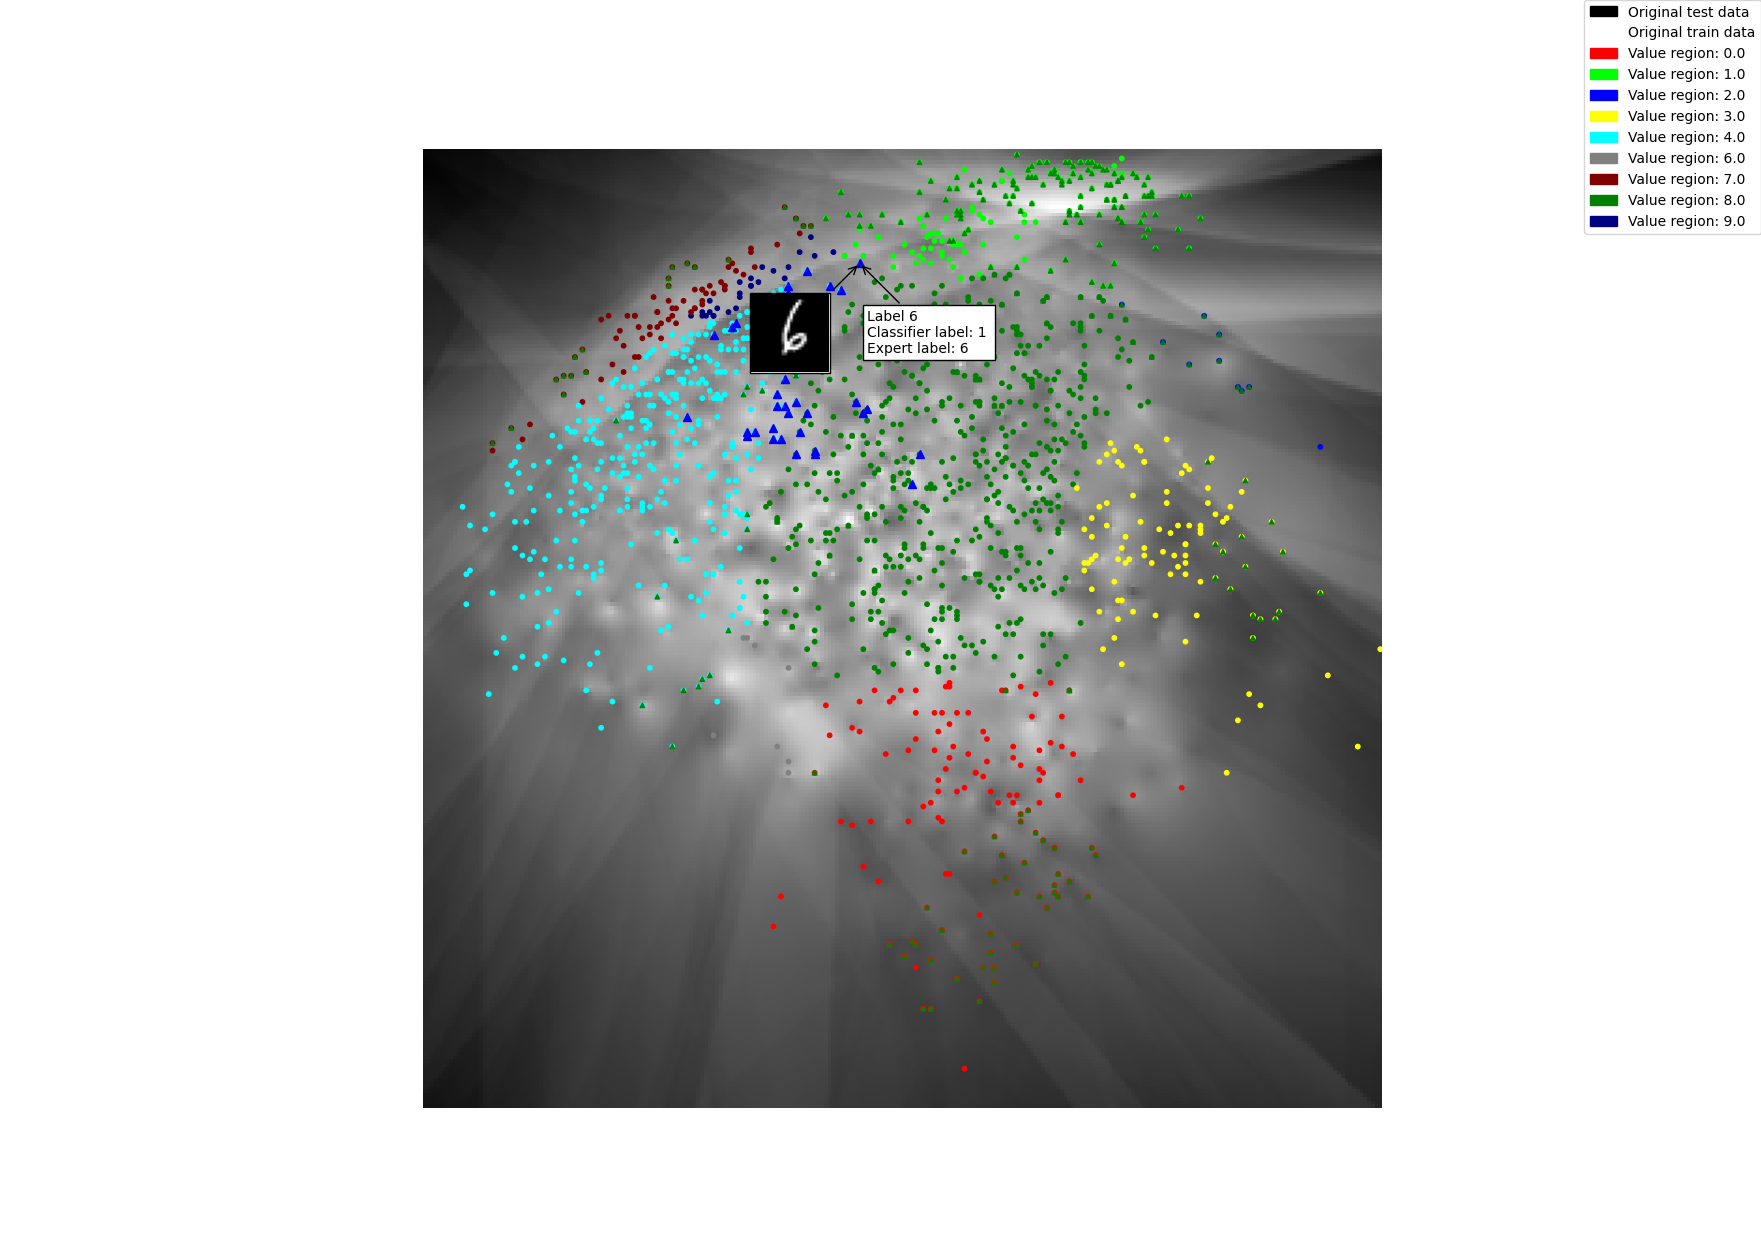 Original test data
Original train data
Value region: 0.0
Value region: 1.0
Value region: 2.0
Value region: 3.0
Value region: 4.0
Value region: 6.0
Value region: 7.0
Value region: 8.0
Value region: 9.0
6
Label 6
Classifier label: 1
Expert label: 6